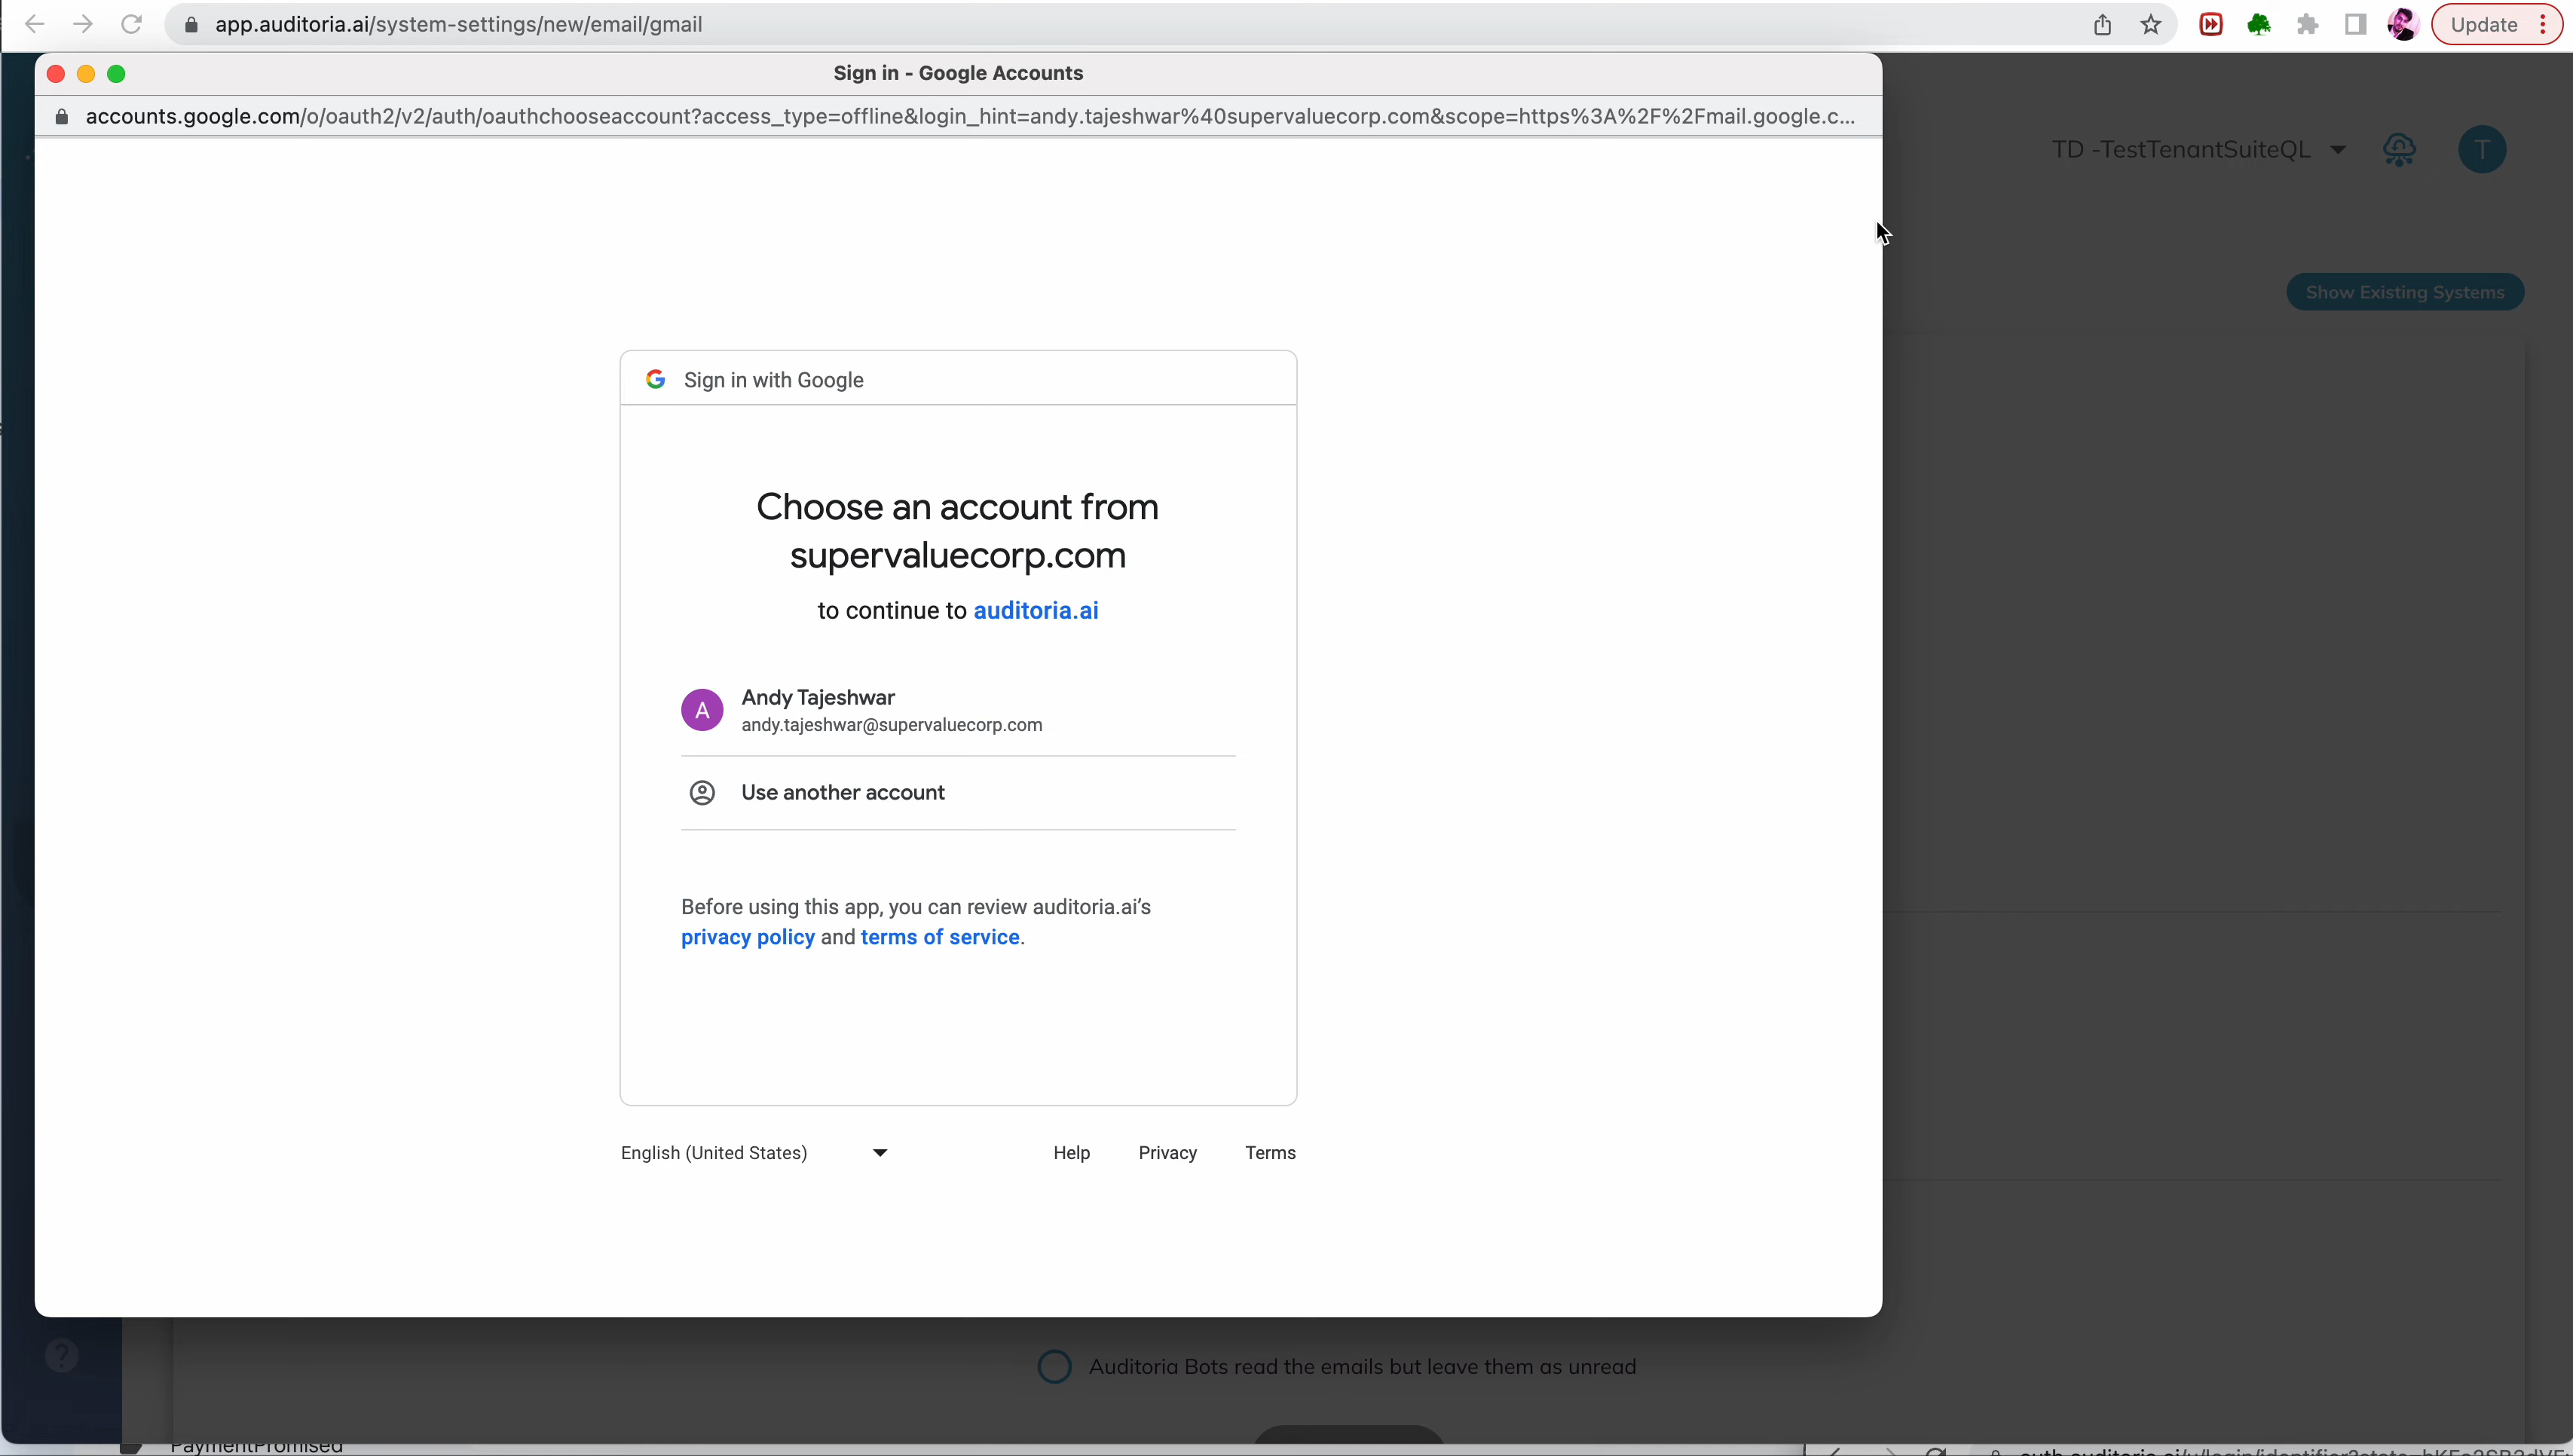 app.auditoria.ai/system-settings/new/email/gmail
Update
Sign in - Google Accounts
accounts.google.com/o/oauth2/v2/auth/oauthchooseaccount?access_type=offline&login_hint=andy.tajeshwar%40supervaluecorp.com&scope=https%3A%2F%2Fmail.google.c...
TD -TestTenantSuiteQL
T
Show Existing Systems
Sign in with Google
Choose an account from
supervaluecorp.com
to continue to auditoria.ai
A
Andy Tajeshwar
andy.tajeshwar@supervaluecorp.com
Use another account
Before using this app, you can review auditoria.ai's
privacy policy and terms of service.
English (United States)
Help
Privacy
Terms
?
Auditoria Bots read the emails but leave them as unread
PaymentPromised